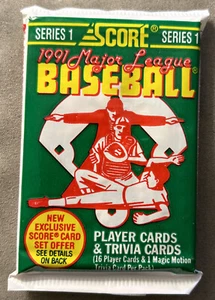 SERIES 1
SCORE®
SERIES 1
1991 Major League
BASEBALL
NEW
EXCLUSIVE
SCORE® CARD
SET OFFER
SEE DETAILS
ON BACK
PLAYER CARDS
& TRIVIA CARDS
(16 Player Cards & 1 Magic Motion
Trivia Card Per Pack)